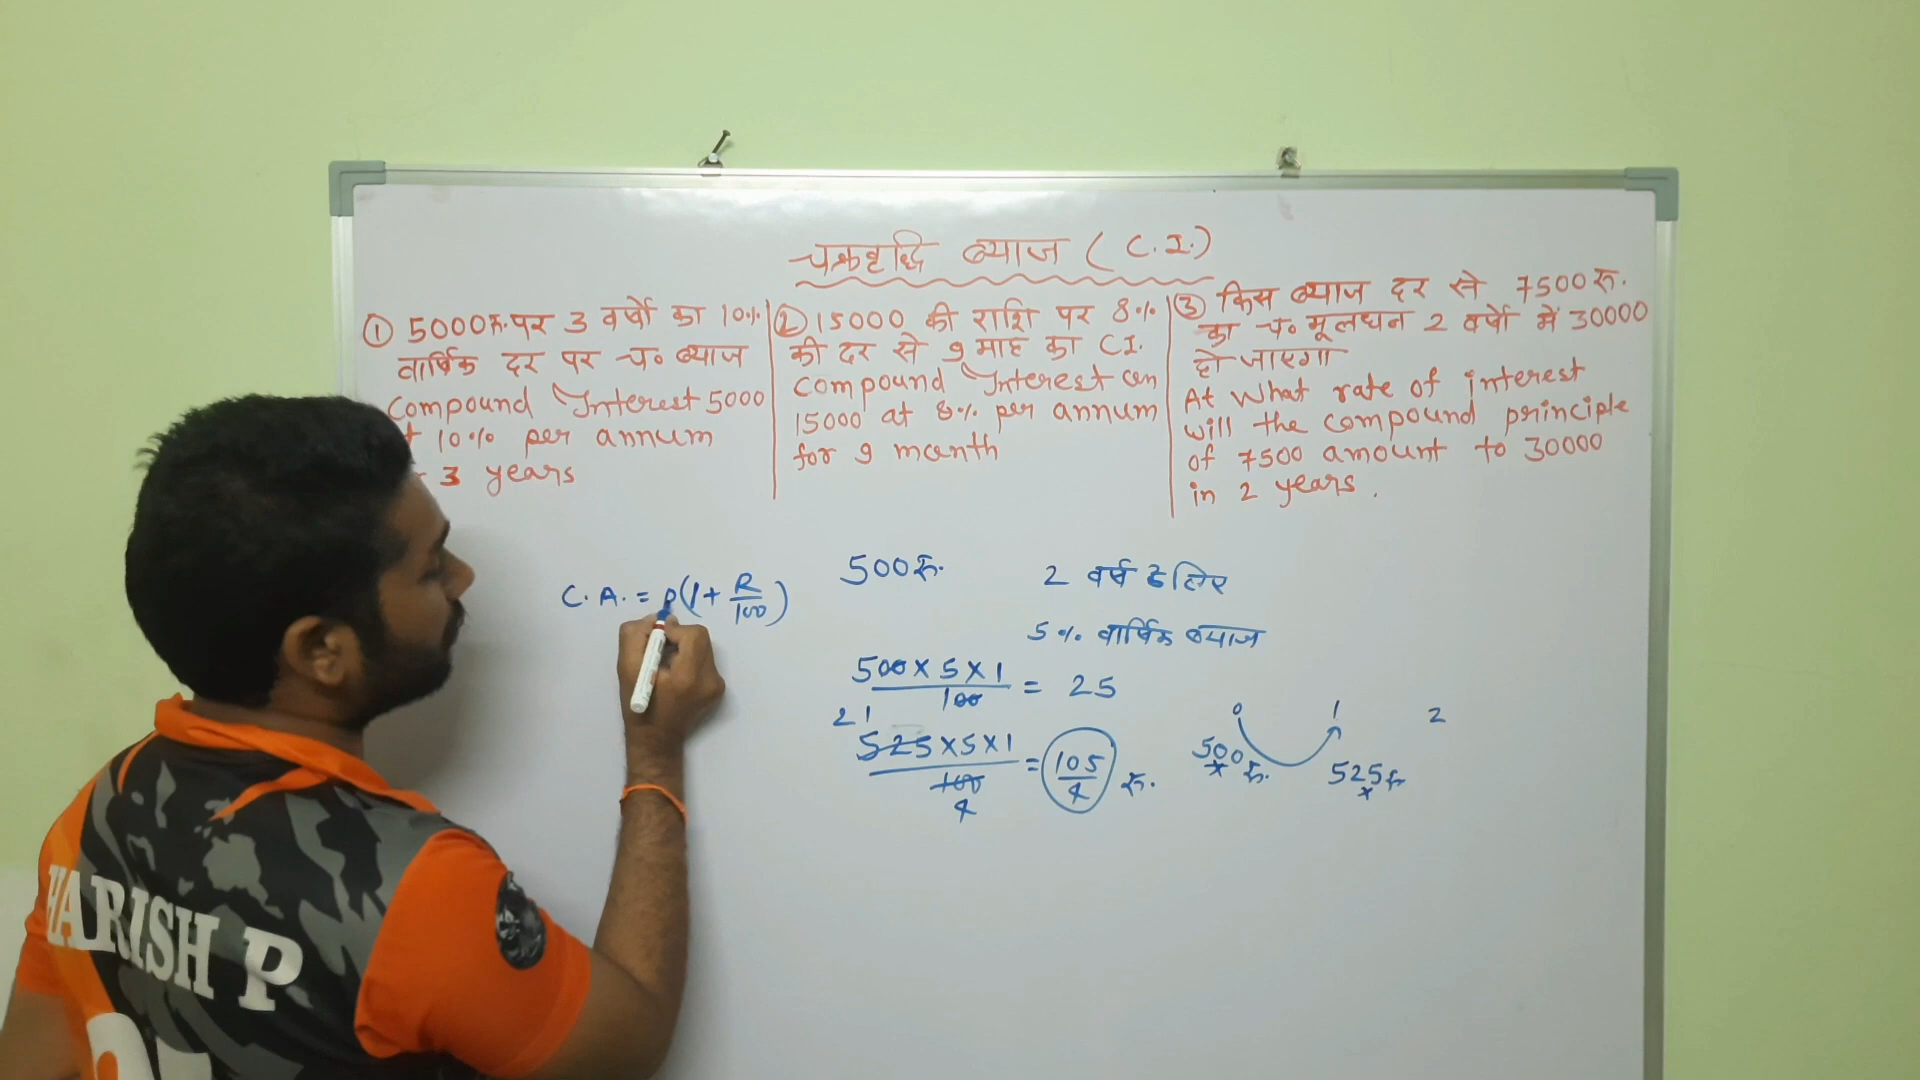 चक्रवृद्धि ब्याज ( C.I.)
① 5000रु. पर 3 वर्षो का 10%
वार्षिक दर पर च० ब्याज
Compound Interest 5000
10% per annum
3 years
② 15000 की राशि पर 8%
की दर से 9 माह का C.I.
Compound Interest on
15000 at 8% per annum
for 9 month
③ किस ब्याज दर से 7500रु.
का च० मूलधन 2 वर्षो में 30000
हो जाएगा
At What rate of interest
will the compound principle
of 7500 amount to 30000
in 2 years.
C.A. = P(1+ R/100)
500रु.
2 वर्ष के लिए
5% वार्षिक ब्याज
500 x 5 x 1 / 100 = 25
21
525 x 5 x 1 / 100 = 105/4 रु.
4
0 1 2
500रु. 525रु
HARISH P